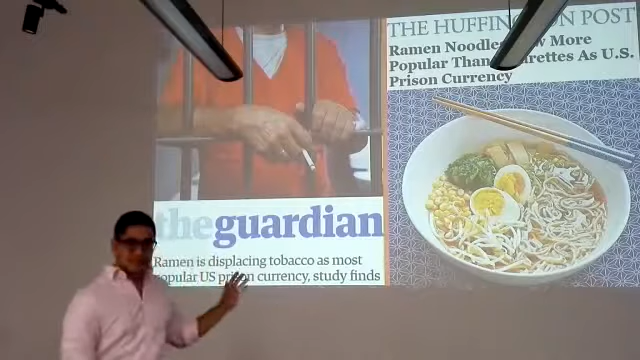 theguardian
Ramen is displacing tobacco as most
popular US prison currency, study finds
THE HUFFINGTON POST
Ramen Noodles Now More
Popular Than Cigarettes As U.S.
Prison Currency